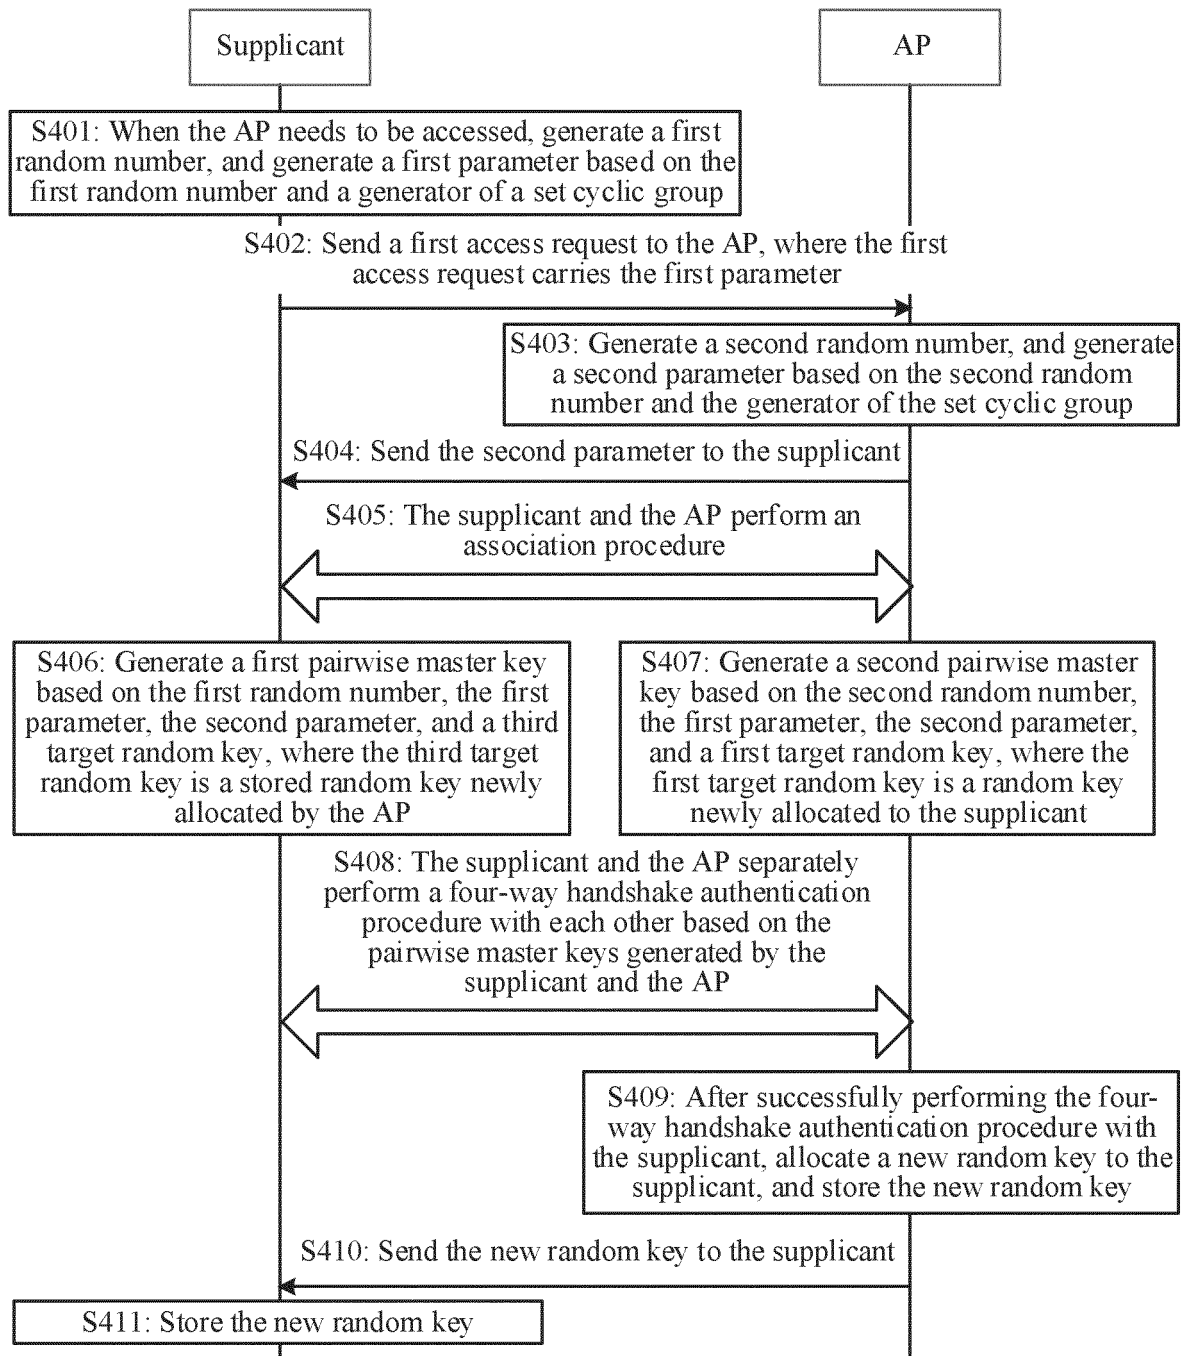 Supplicant
AP
S401: When the AP needs to be accessed, generate a first
random number, and generate a first parameter based on the
first random number and a generator of a set cyclic group
S402: Send a first access request to the AP, where the first
access request carries the first parameter
S403: Generate a second random number, and generate
a second parameter based on the second random
number and the generator of the set cyclic group
S404: Send the second parameter to the supplicant
S405: The supplicant and the AP perform an
association procedure
S406: Generate a first pairwise master key
based on the first random number, the first
parameter, the second parameter, and a third
target random key, where the third target
random key is a stored random key newly
allocated by the AP
S407: Generate a second pairwise master
key based on the second random number,
the first parameter, the second parameter,
and a first target random key, where the
first target random key is a random key
newly allocated to the supplicant
S408: The supplicant and the AP separately
perform a four-way handshake authentication
procedure with each other based on the
pairwise master keys generated by the
supplicant and the AP
S409: After successfully performing the four-
way handshake authentication procedure with
the supplicant, allocate a new random key to the
supplicant, and store the new random key
S410: Send the new random key to the supplicant
S411: Store the new random key